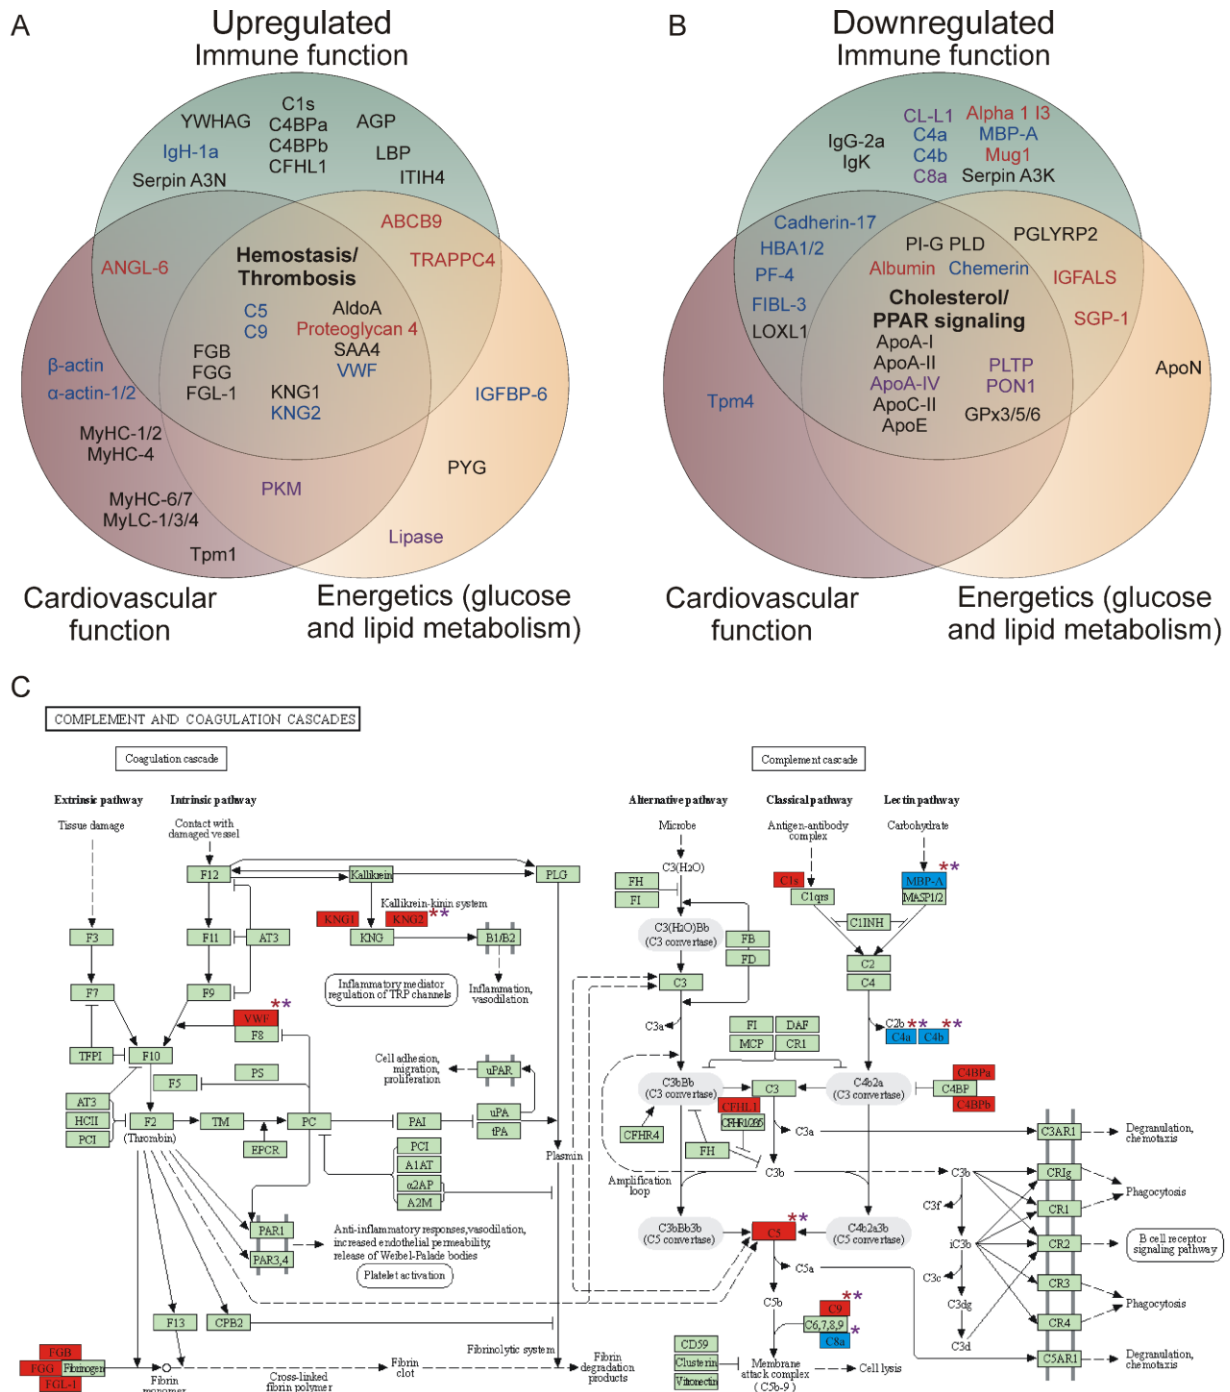 A
Upregulated
Immune function
YWHAG
C1s
C4BPa
C4BPb
CFHL1
AGP
IgH-1a
LBP
Serpin A3N
ITIH4
ABCB9
ANGL-6
Hemostasis/
Thrombosis
TRAPPC4
C5
C9
AldoA
Proteoglycan 4
SAA4
VWF
FGB
FGG
FGL-1
KNG1
KNG2
β-actin
α-actin-1/2
IGFBP-6
MyHC-1/2
MyHC-4
PYG
MyHC-6/7
MyLC-1/3/4
PKM
Tpm1
Lipase
Cardiovascular
function
Energetics (glucose
and lipid metabolism)
B
Downregulated
Immune function
IgG-2a
IgK
CL-L1
C4a
C4b
C8a
Alpha 1 I3
MBP-A
Mug1
Serpin A3K
Cadherin-17
HBA1/2
PF-4
FIBL-3
LOXL1
PI-G PLD
PGLYRP2
Albumin
Chemerin
IGFALS
Cholesterol/
PPAR signaling
SGP-1
ApoA-I
ApoA-II
ApoA-IV
ApoC-II
ApoE
PLTP
PON1
GPx3/5/6
ApoN
Tpm4
Cardiovascular
function
Energetics (glucose
and lipid metabolism)
C
COMPLEMENT AND COAGULATION CASCADES
Coagulation cascade
Extrinsic pathway
Intrinsic pathway
Tissue damage
Contact with
damaged vessel
F12
Kallikrein
PLG
Kallikrein-kinin system
KNG1
KNG2
**
F3
F11
AT3
KNG
B1/B2
Inflammatory mediator
regulation of TRP channels
Inflammation,
vasodilation
F7
F9
**
VWF
F8
TFPI
F10
Cell adhesion,
migration,
proliferation
uPAR
F5
PS
AT3
HCII
PCI
F2
(Thrombin)
TM
PC
PAI
uPA
tPA
EPCR
Plasmin
PCI
A1AT
α2AP
A2M
PAR1
PAR3,4
Anti-inflammatory responses, vasodilation,
increased endothelial permeability,
release of Weibel-Palade bodies
Platelet activation
F13
CPB2
Fibrinolytic system
FGB
FGG
Fibrinogen
FGL-1
Fibrin
monomer
Cross-linked
fibrin polymer
Fibrin
clot
Fibrin
degradation
products
Complement cascade
Alternative pathway
Classical pathway
Lectin pathway
Microbe
Antigen-antibody
complex
Carbohydrate
C3(H2O)
**
FH
FI
C1s
C1qrs
MBP-A
MASP1/2
C3(H2O)Bb
(C3 convertase)
C1INH
FB
FD
C2
C4
C3
C3a
FI
DAF
MCP
CR1
C2b
**
**
C4a
C4b
C3bBb
(C3 convertase)
C3
C4b2a
(C3 convertase)
C4BPa
C4BP
C4BPb
CFHL1
CFHR4
FH
C3a
C3AR1
Degranulation,
chemotaxis
Amplification
loop
C3b
C3b
CRIg
Phagocytosis
C3f
CR1
C3bBb3b
(C5 convertase)
**
C5
C4b2a3b
(C5 convertase)
iC3b
CR2
B cell receptor
signaling pathway
C5a
C3c
CR3
Phagocytosis
C5b
**
C9
C6,7,8,9
*
C8a
C3dg
CR4
CD59
Clusterin
Vitronectin
Membrane
attack complex
(C5b-9)
Cell lysis
C3d
C5AR1
Degranulation,
chemotaxis